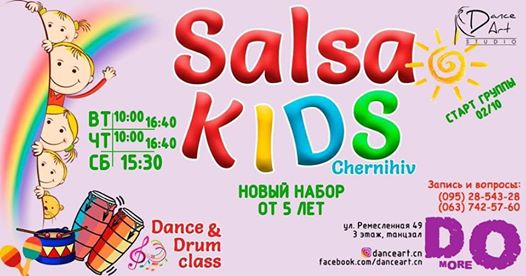 Salsa
KIDS
Chernihiv
Dance
Art
STUDIO
СТАРТ ГРУППЫ
02/10
ВТ 10:00 16:40
ЧТ 10:00 16:40
СБ 15:30
НОВЫЙ НАБОР
ОТ 5 ЛЕТ
Dance &
Drum
class
Запись и вопросы:
(095) 28-543-28
(063) 742-57-60
ул. Ремесленная 49
3 этаж, танцзал
danceart.cn
facebook.com/danceart.cn
DO
MORE